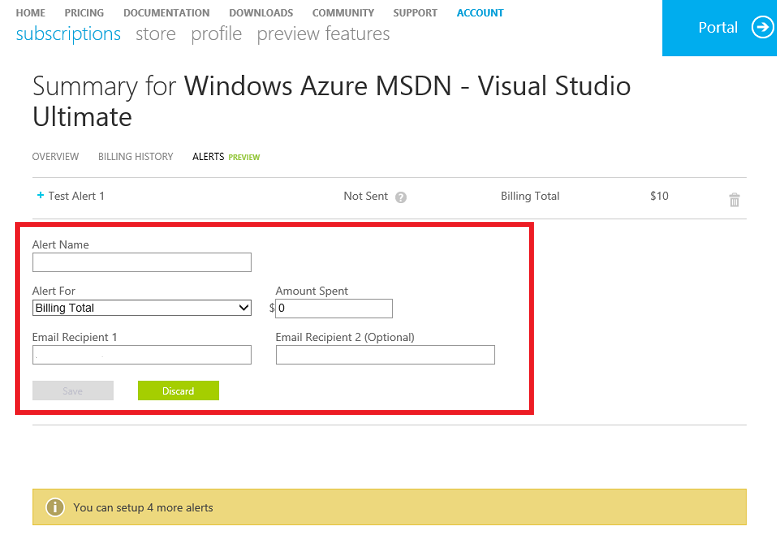 HOME PRICING DOCUMENTATION DOWNLOADS COMMUNITY SUPPORT ACCOUNT
subscriptions store profile preview features
Portal
Summary for Windows Azure MSDN - Visual Studio
Ultimate
OVERVIEW BILLING HISTORY ALERTS PREVIEW
+ Test Alert 1 Not Sent ? Billing Total $10
Alert Name
Alert For Amount Spent
Billing Total $ 0
Email Recipient 1 Email Recipient 2 (Optional)
Save Discard
i You can setup 4 more alerts